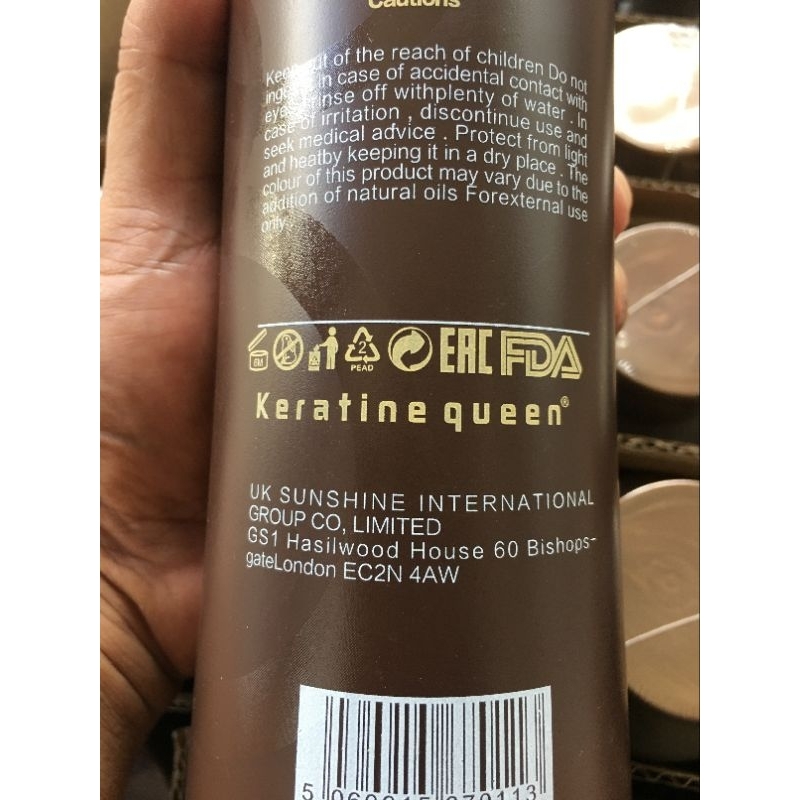 Cautions
Keep out of the reach of children Do not
ingest. In case of accidental contact with
eyes, rinse off withplenty of water . In
case of irritation , discontinue use and
seek medical advice . Protect from light
and heatby keeping it in a dry place . The
colour of this product may vary due to the
addition of natural oils Forexternal use
only.
2
PEAD
EAC FDA
Keratine queen®
UK SUNSHINE INTERNATIONAL
GROUP CO, LIMITED
GS1 Hasilwood House 60 Bishops-
gateLondon EC2N 4AW